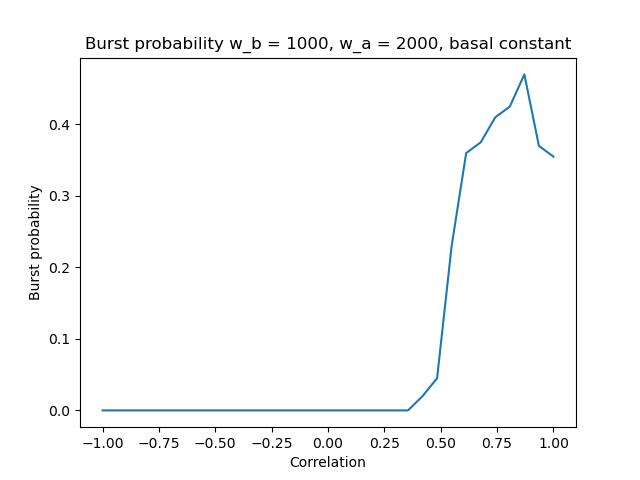 Burst probability w_b = 1000, w_a = 2000, basal constant
Burst probability
0.4
0.3
0.2
0.1
0.0
−1.00 −0.75 −0.50 −0.25 0.00 0.25 0.50 0.75 1.00
Correlation